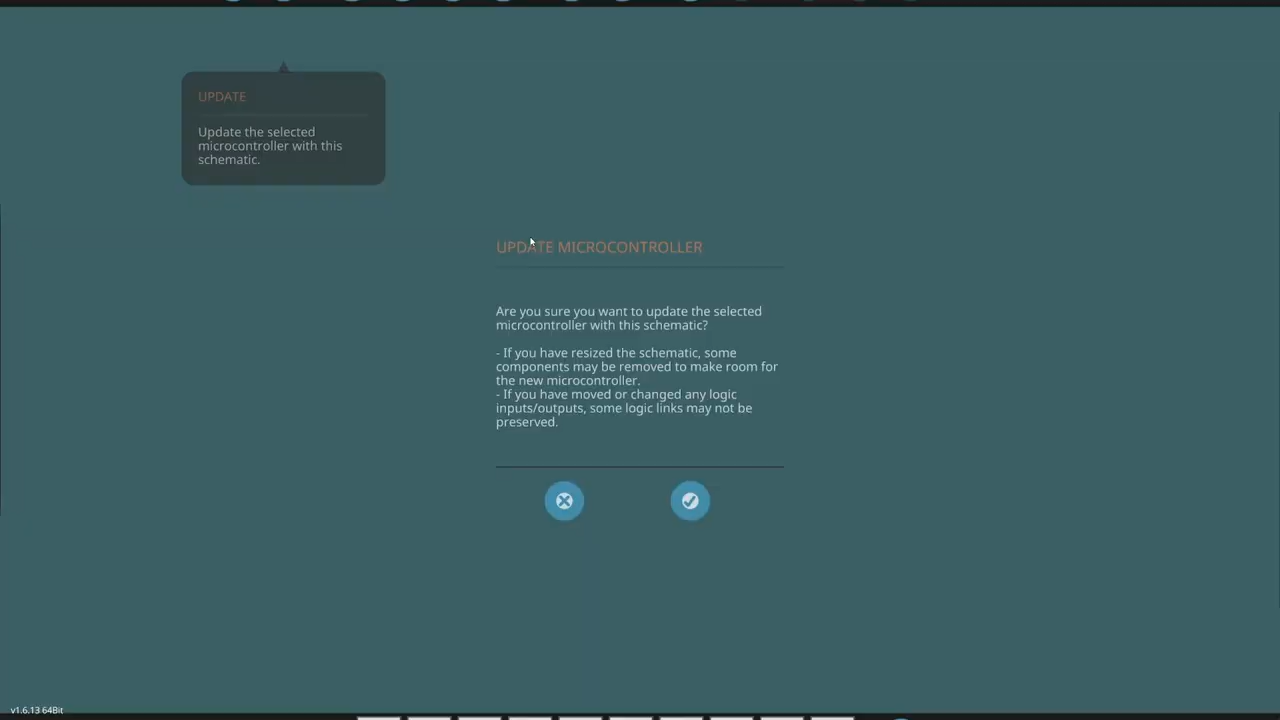 UPDATE
Update the selected
microcontroller with this
schematic.
UPDATE MICROCONTROLLER
Are you sure you want to update the selected
microcontroller with this schematic?
- If you have resized the schematic, some
components may be removed to make room for
the new microcontroller.
- If you have moved or changed any logic
inputs/outputs, some logic links may not be
preserved.
v1.6.13 64Bit